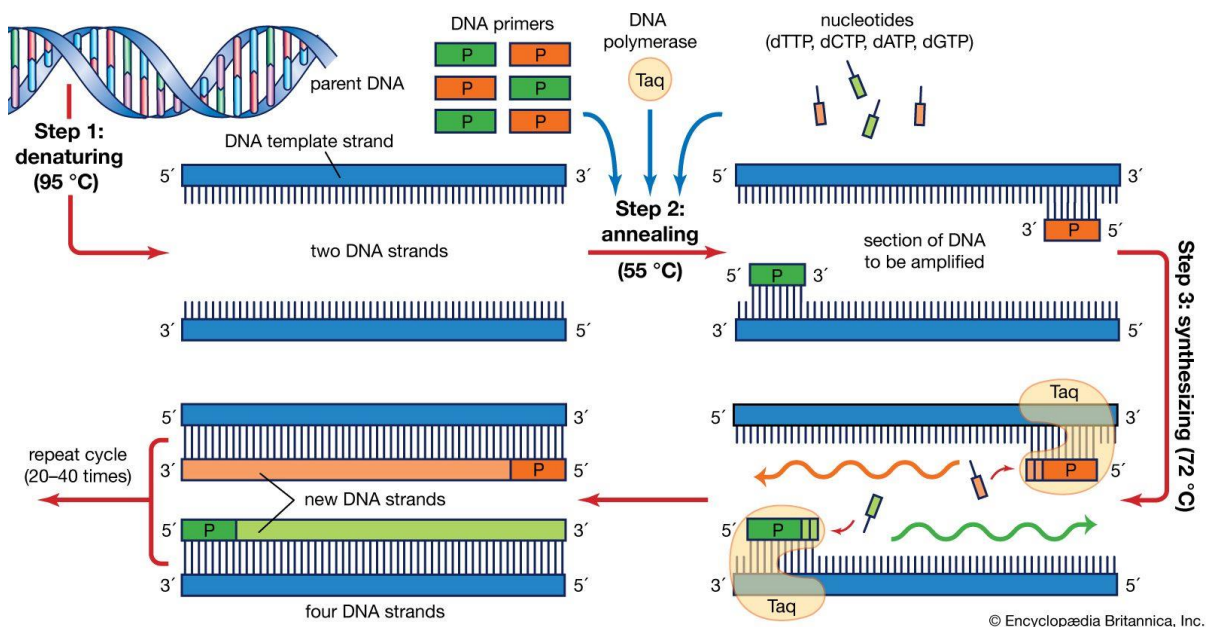 DNA primers
P
P
P
P
P
P
DNA
polymerase
Taq
nucleotides
(dTTP, dCTP, dATP, dGTP)
parent DNA
Step 1:
denaturing
(95 °C)
DNA template strand
5′
3′
two DNA strands
3′
5′
Step 2:
annealing
(55 °C)
5′
3′
3′
P
5′
section of DNA
to be amplified
5′
P
3′
3′
5′
Step 3: synthesizing (72 °C)
Taq
5′
3′
P
5′
5′
P
3′
5′
Taq
5′
3′
3′
P
5′
new DNA strands
5′
P
3′
3′
5′
four DNA strands
repeat cycle
(20–40 times)
© Encyclopædia Britannica, Inc.